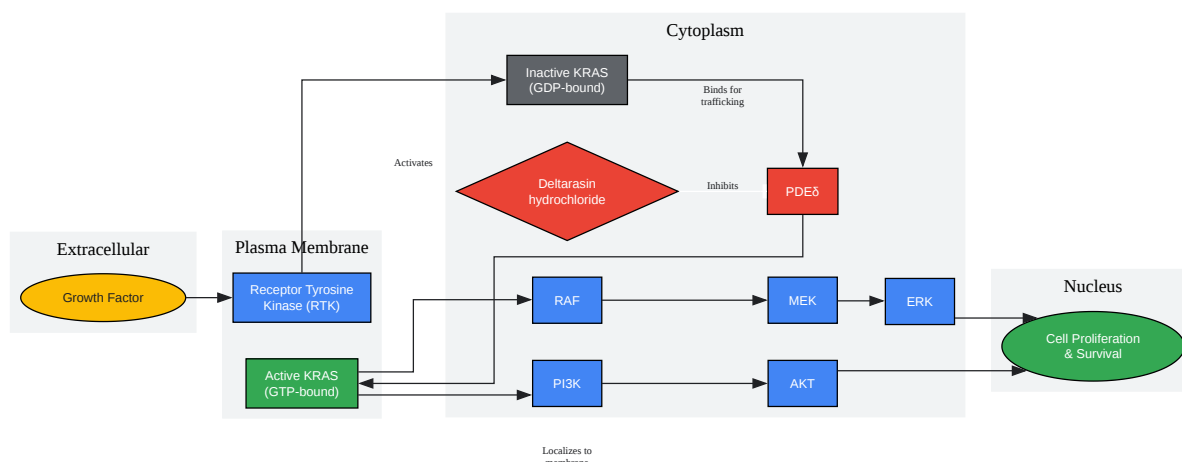 Cytoplasm
Inactive KRAS
(GDP-bound)
Binds for
trafficking
Activates
Deltarasin
hydrochloride
Inhibits
PDEδ
Extracellular
Growth Factor
Plasma Membrane
Receptor Tyrosine
Kinase (RTK)
RAF
MEK
ERK
Nucleus
Cell Proliferation
& Survival
Active KRAS
(GTP-bound)
PI3K
AKT
Localizes to
membrane